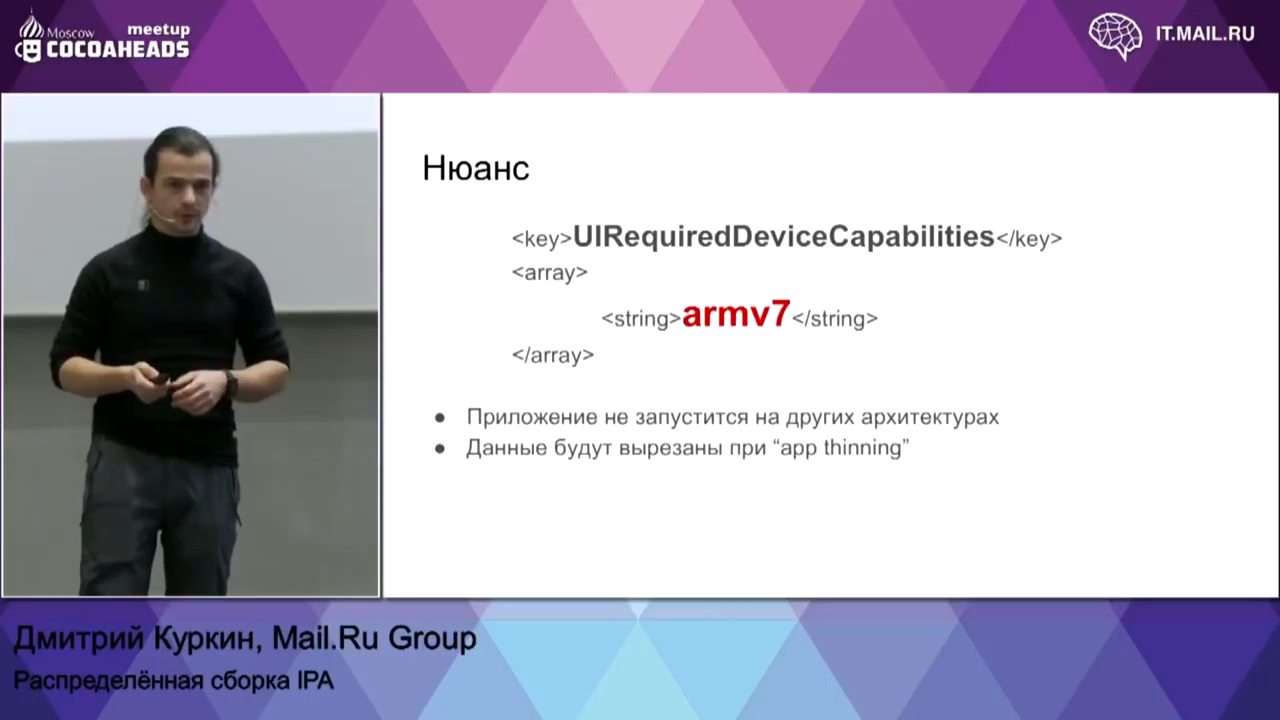 Moscow meetup
COCOAHEADS
IT.MAIL.RU
Нюанс
<key>UIRequiredDeviceCapabilities</key>
<array>
<string>armv7</string>
</array>
● Приложение не запустится на других архитектурах
● Данные будут вырезаны при “app thinning”
Дмитрий Куркин, Mail.Ru Group
Распределённая сборка IPA